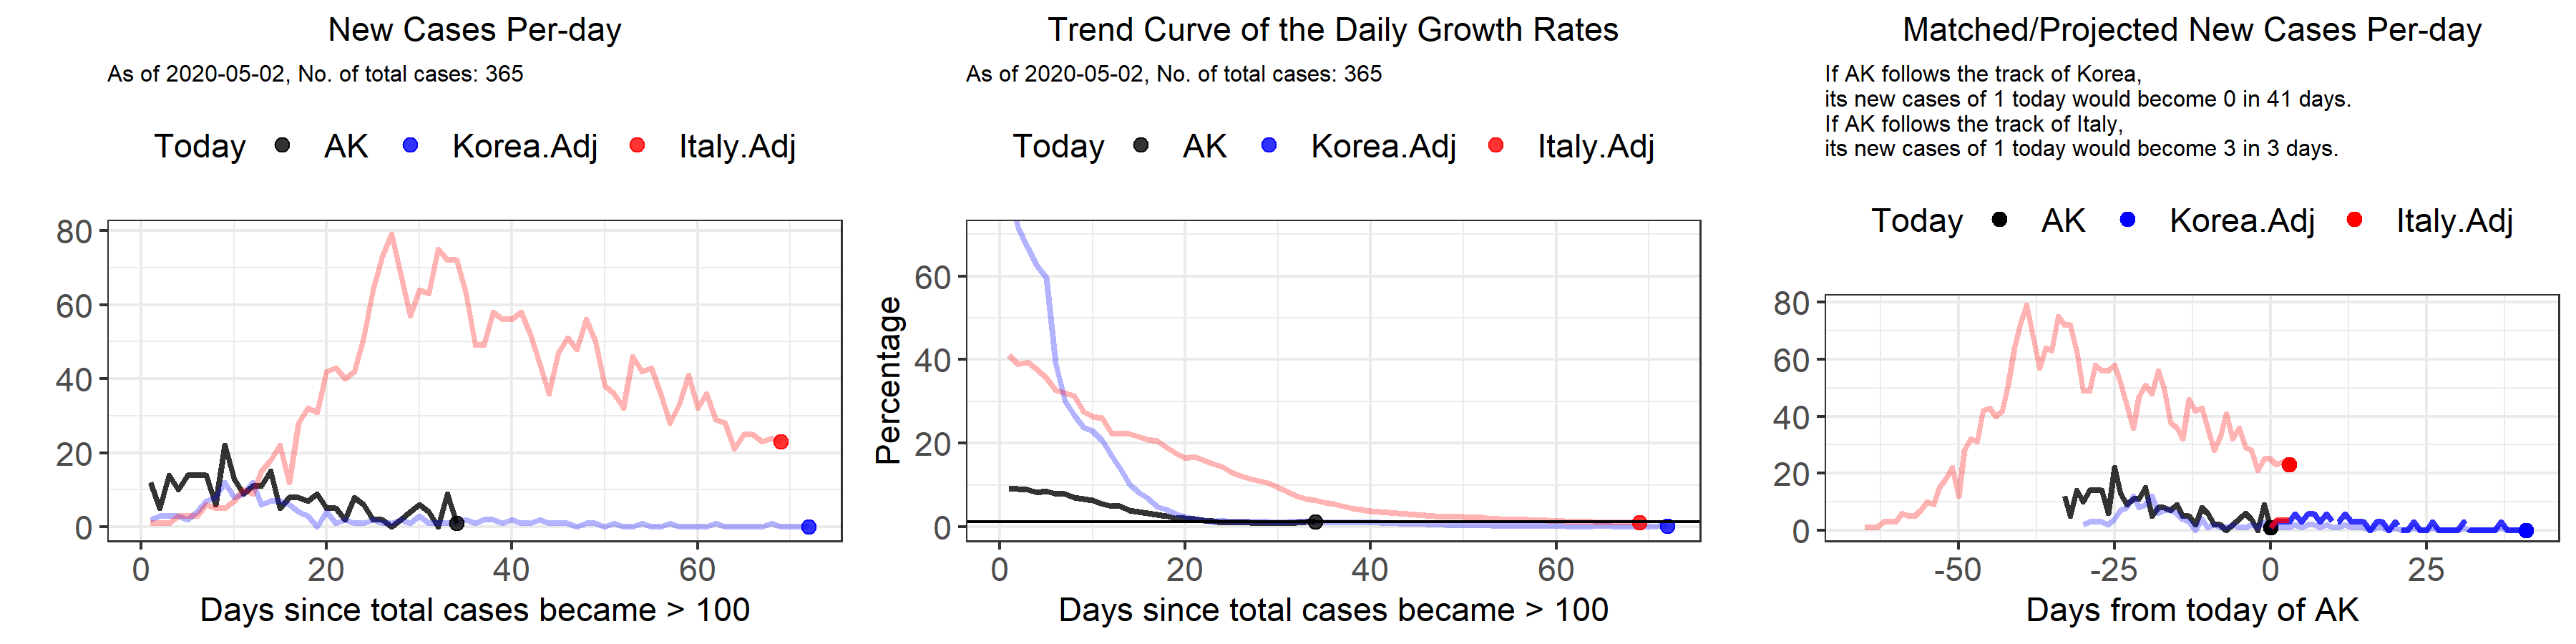 New Cases Per-day
As of 2020-05-02, No. of total cases: 365
Today AK Korea.Adj Italy.Adj
80
60
40
20
0
0 20 40 60
Days since total cases became > 100
Trend Curve of the Daily Growth Rates
As of 2020-05-02, No. of total cases: 365
Today AK Korea.Adj Italy.Adj
Percentage
60
40
20
0
0 20 40 60
Days since total cases became > 100
Matched/Projected New Cases Per-day
If AK follows the track of Korea,
its new cases of 1 today would become 0 in 41 days.
If AK follows the track of Italy,
its new cases of 1 today would become 3 in 3 days.
Today AK Korea.Adj Italy.Adj
80
60
40
20
0
-50 -25 0 25
Days from today of AK